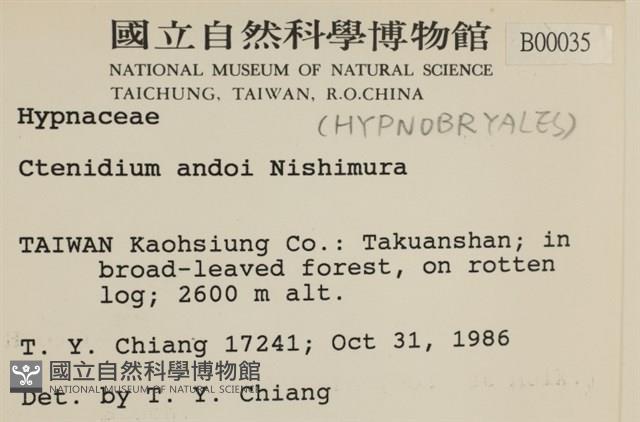 國立自然科學博物館
B00035
NATIONAL MUSEUM OF NATURAL SCIENCE
TAICHUNG, TAIWAN, R.O.CHINA
Hypnaceae
(HYPNOBRYALES)
Ctenidium andoi Nishimura
TAIWAN Kaohsiung Co.: Takuanshan; in
broad-leaved forest, on rotten
log; 2600 m alt.
T. Y. Chiang 17241; Oct 31, 1986
國立自然科學博物館
NATIONAL MUSEUM OF NATURAL SCIENCE
Det. by T. Y. Chiang